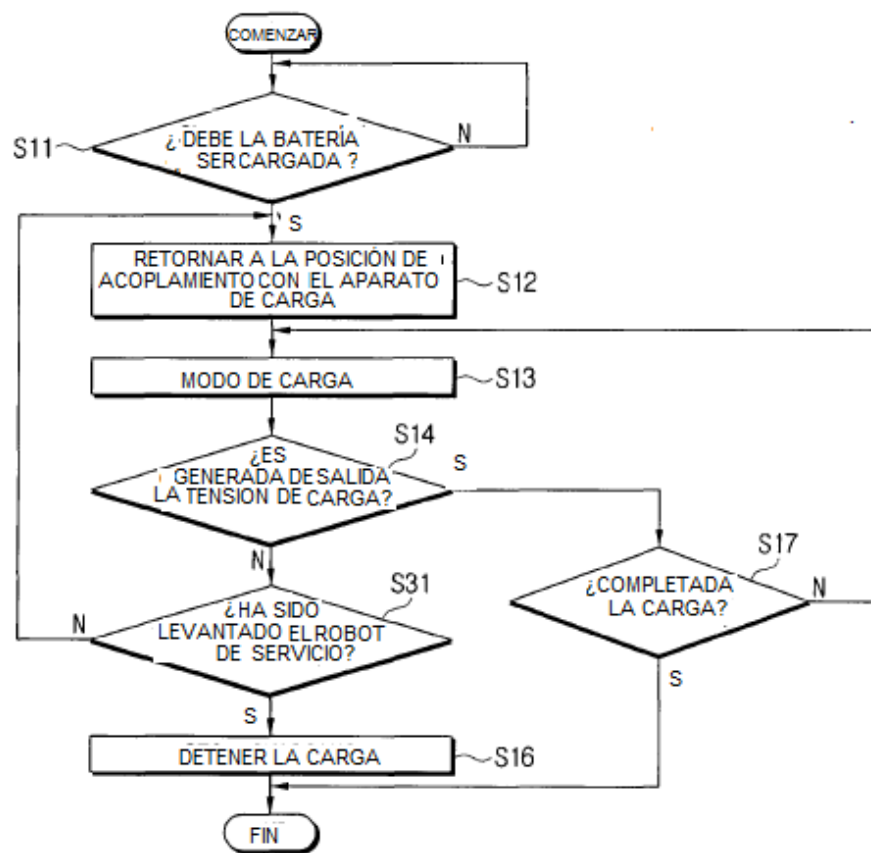 COMENZAR
¿DEBE LA BATERÍA
SER CARGADA ?
N
S11
S
RETORNAR A LA POSICIÓN DE
ACOPLAMIENTO CON EL APARATO
DE CARGA
S12
MODO DE CARGA
S13
¿ES
GENERADA DE SALIDA
LA TENSION DE CARGA?
S14
S
N
¿HA SIDO
LEVANTADO EL ROBOT
DE SERVICIO?
S31
N
S
¿COMPLETADA
LA CARGA?
S17
N
S
DETENER LA CARGA
S16
FIN